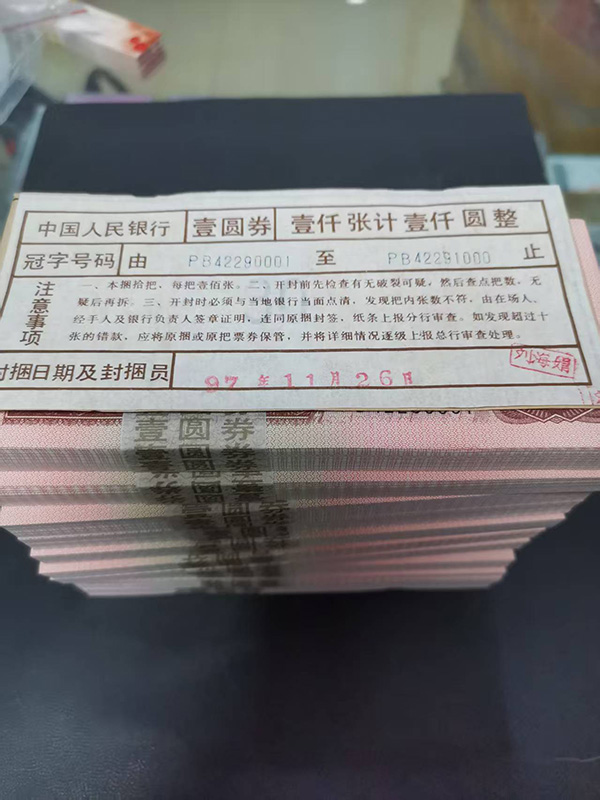 中国人民银行 壹圆券 壹仟张计壹仟圆整
冠字号码 由 PB42290001 至 PB42291000 止
注意事项
一、本捆拾把，每把壹佰张。二、开封前先检查有无破裂可疑，然后查点把数，无
疑后再拆。三、开封时必须与当地银行当面点清，发现把内张数不符，由在场人、
经手人及银行负责人签章证明，连同原捆封签，纸条上报分行审查。如发现超过十
张的错款，应将原捆或原把票券保管，并将详细情况逐级上报总行审查处理。
封捆日期及封捆员 97年11月26日
刘海娟
壹圆券
壹圆券